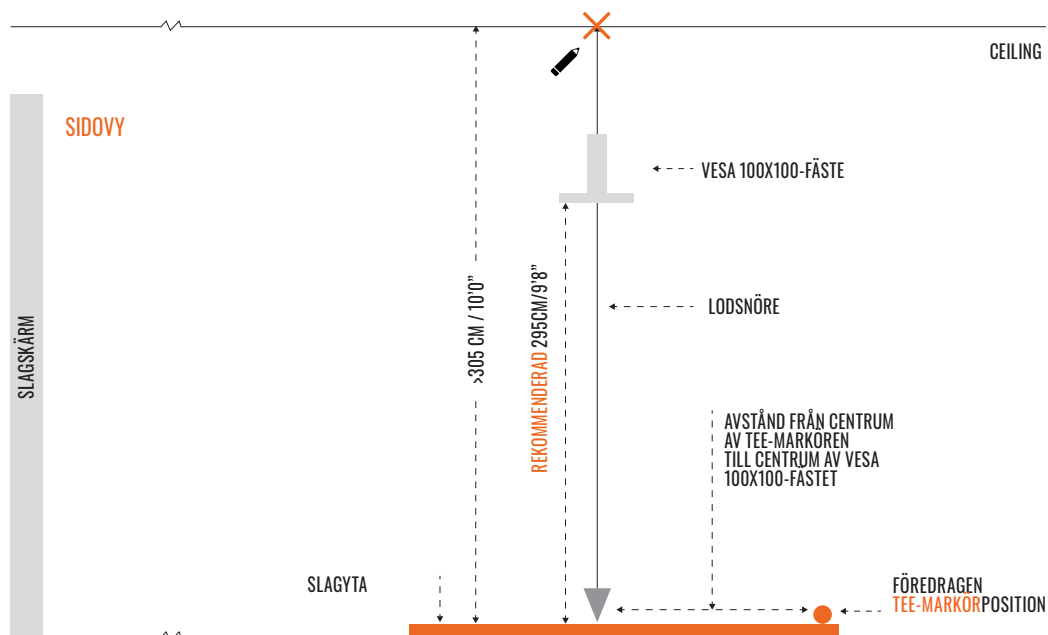 CEILING
SIDOVY
VESA 100X100-FÄSTE
>305 CM / 10'0”
REKOMMENDERAD 295CM/9'8”
LODSNÖRE
SLAGSKÄRM
AVSTÅND FRÅN CENTRUM
AV TEE-MARKÖREN
TILL CENTRUM AV VESA
100X100-FÄSTET
SLAGYTA
FÖREDRAGEN
TEE-MARKÖRPOSITION